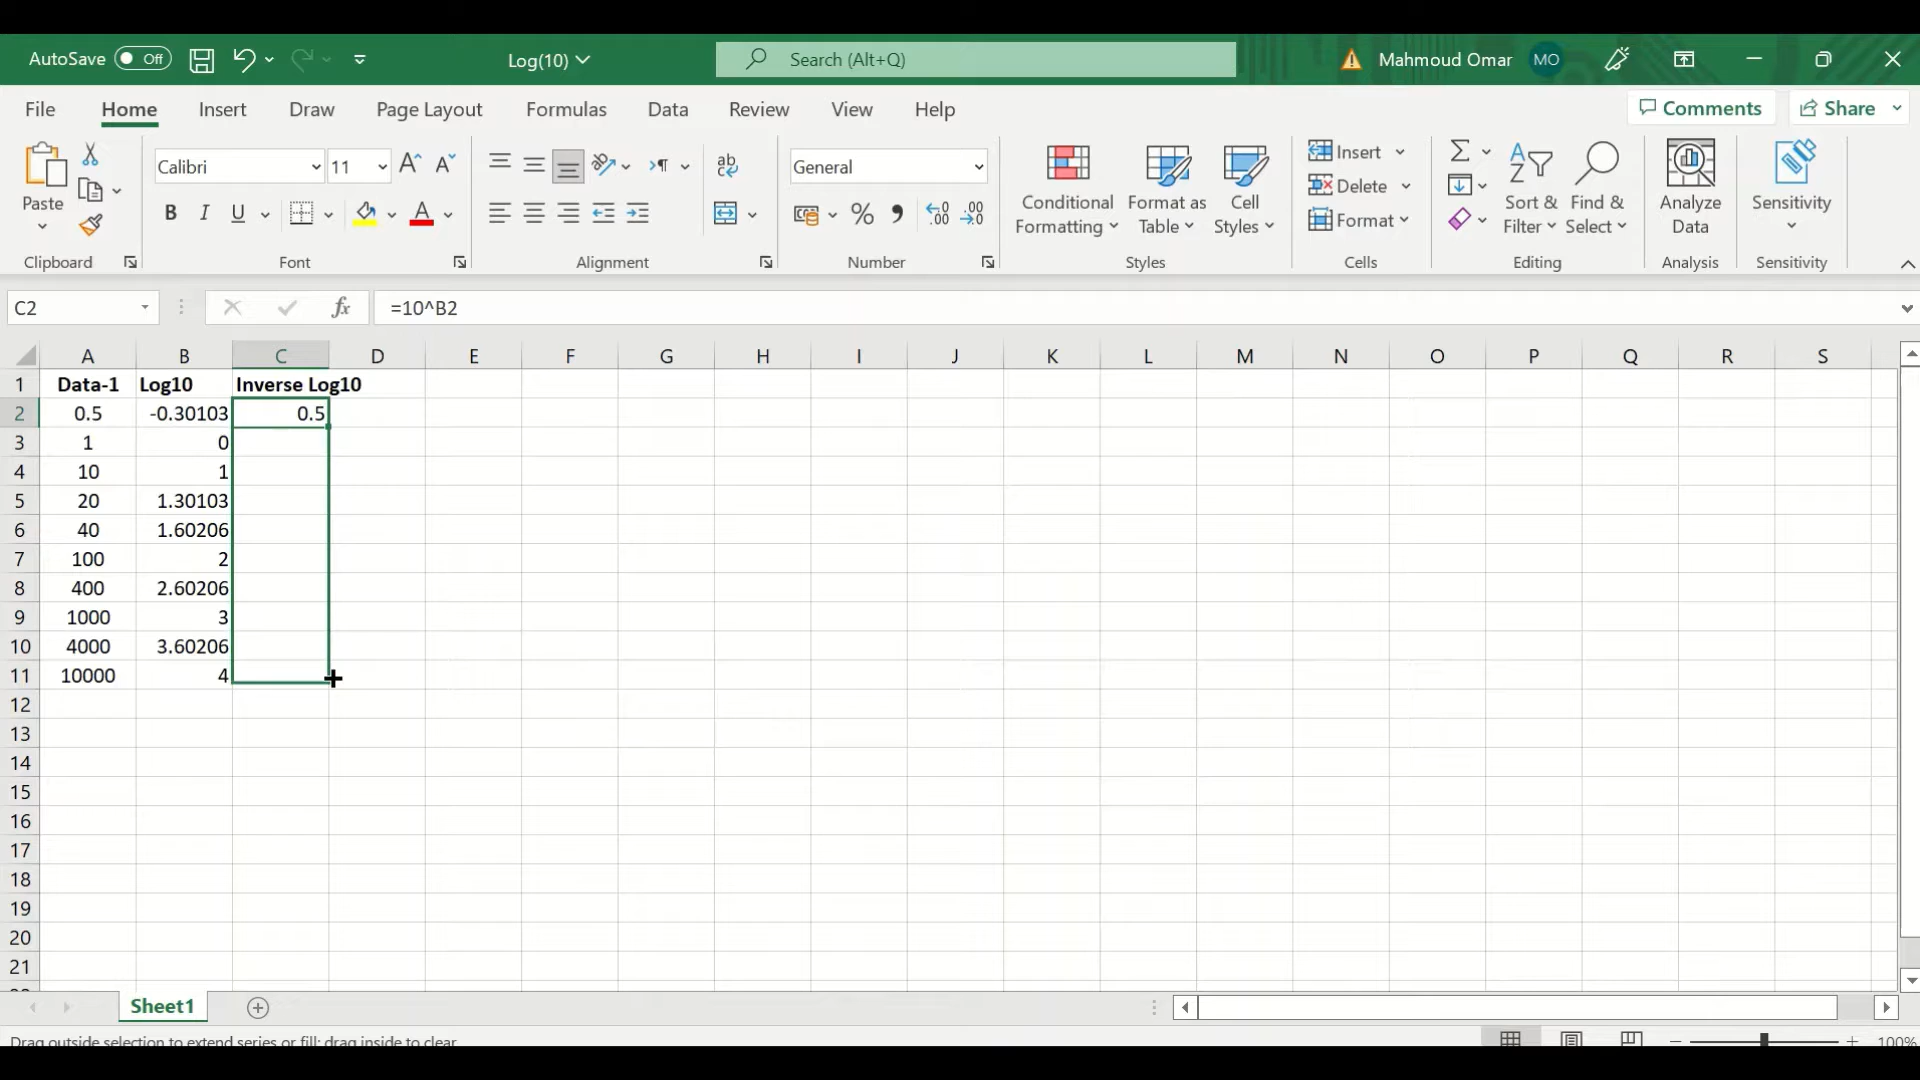 AutoSave Off Log(10) Search (Alt+Q) Mahmoud Omar MO
File Home Insert Draw Page Layout Formulas Data Review View Help Comments Share
Paste
Clipboard
Calibri 11
B I U A
Font
ab
Alignment
General
%
Number
Conditional Formatting
Format as Table
Cell Styles
Styles
Insert
Delete
Format
Cells
Sort & Filter
Find & Select
Editing
Analyze Data
Analysis
Sensitivity
Sensitivity
C2 fx =10^B2
A B C D E F G H I J K L M N O P Q R S
1 Data-1 Log10 Inverse Log10
2 0.5 -0.30103 0.5
3 1 0
4 10 1
5 20 1.30103
6 40 1.60206
7 100 2
8 400 2.60206
9 1000 3
10 4000 3.60206
11 10000 4
12
13
14
15
16
17
18
19
20
21
Sheet1
Drag outside selection to extend series or fill; drag inside to clear
100%